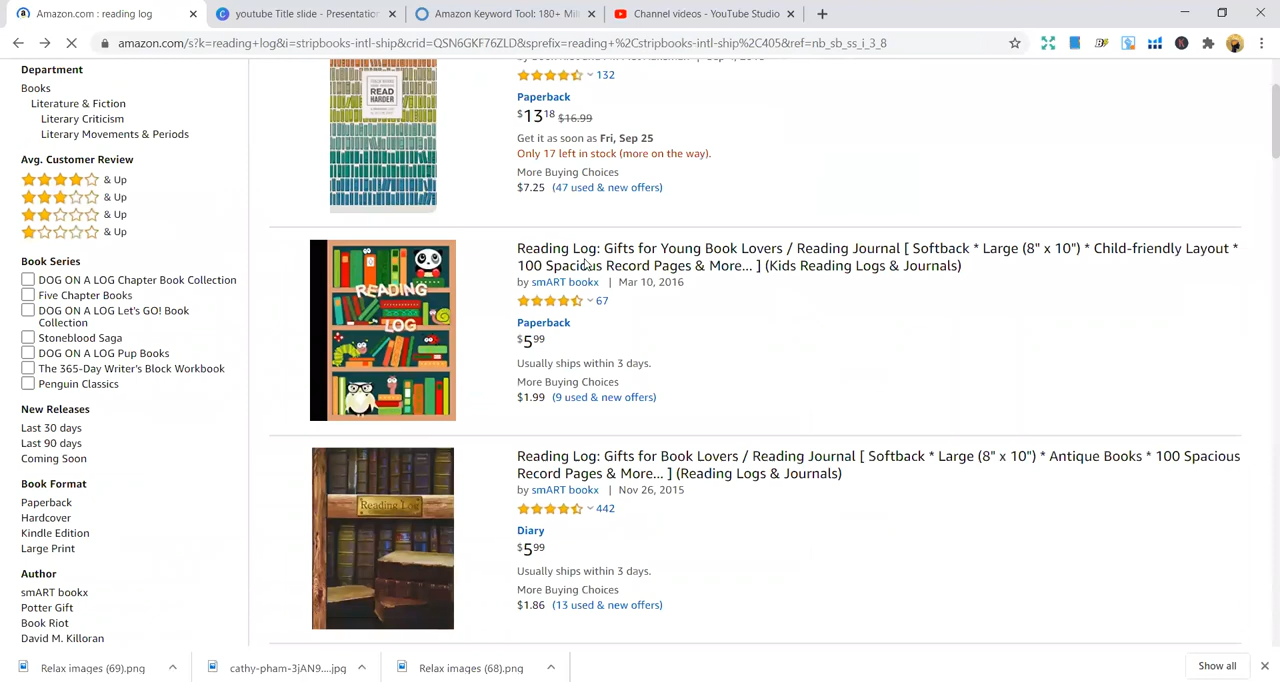 Amazon.com : reading log
youtube Title slide - Presentation
Amazon Keyword Tool: 180+ Mil
Channel videos - YouTube Studio
amazon.com/s?k=reading+log&i=stripbooks-intl-ship&crid=QSN6GKF76ZLD&sprefix=reading+%2Cstripbooks-intl-ship%2C405&ref=nb_sb_ss_i_3_8
Department
Books
Literature & Fiction
Literary Criticism
Literary Movements & Periods
Avg. Customer Review
& Up
& Up
& Up
& Up
Book Series
DOG ON A LOG Chapter Book Collection
Five Chapter Books
DOG ON A LOG Let's GO! Book
Collection
Stoneblood Saga
DOG ON A LOG Pup Books
The 365-Day Writer's Block Workbook
Penguin Classics
New Releases
Last 30 days
Last 90 days
Coming Soon
Book Format
Paperback
Hardcover
Kindle Edition
Large Print
Author
smART bookx
Potter Gift
Book Riot
David M. Killoran
READ
HARDER
132
Paperback
$13.18 $16.99
Get it as soon as Fri, Sep 25
Only 17 left in stock (more on the way).
More Buying Choices
$7.25 (47 used & new offers)
READING
LOG
Reading Log: Gifts for Young Book Lovers / Reading Journal [ Softback * Large (8" x 10") * Child-friendly Layout *
100 Spacious Record Pages & More... ] (Kids Reading Logs & Journals)
by smART bookx | Mar 10, 2016
67
Paperback
$5.99
Usually ships within 3 days.
More Buying Choices
$1.99 (9 used & new offers)
Reading Log
Reading Log: Gifts for Book Lovers / Reading Journal [ Softback * Large (8" x 10") * Antique Books * 100 Spacious
Record Pages & More... ] (Reading Logs & Journals)
by smART bookx | Nov 26, 2015
442
Diary
$5.99
Usually ships within 3 days.
More Buying Choices
$1.86 (13 used & new offers)
Relax images (69).png
cathy-pham-3jAN9....jpg
Relax images (68).png
Show all